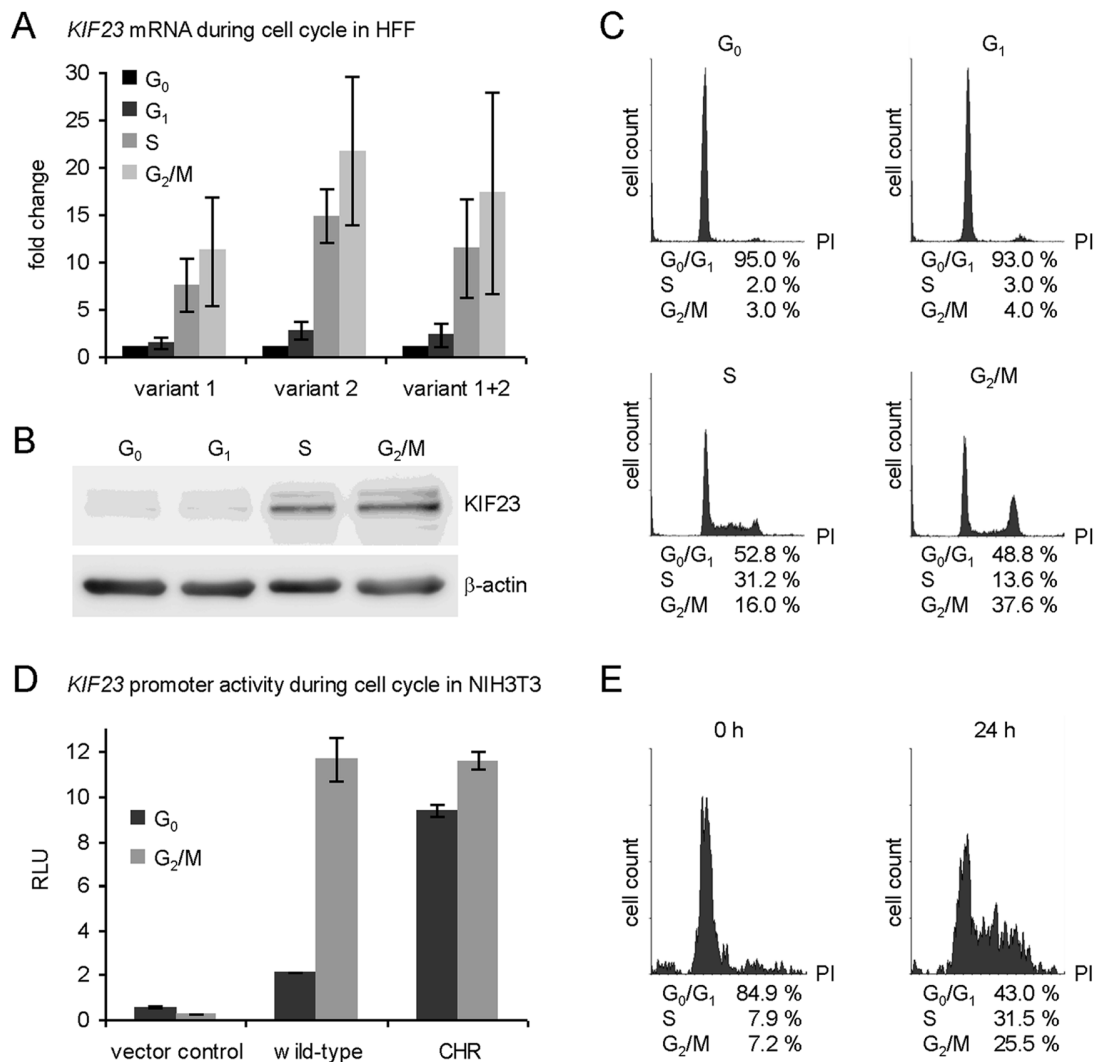 A KIF23 mRNA during cell cycle in HFF
30
25
20
15
10
5
0
fold change
G0
G1
S
G2/M
variant 1 variant 2 variant 1+2
B G0 G1 S G2/M
KIF23
β-actin
C
G0
cell count
PI
G0/G1 95.0 %
S 2.0 %
G2/M 3.0 %
G1
cell count
PI
G0/G1 93.0 %
S 3.0 %
G2/M 4.0 %
S
cell count
PI
G0/G1 52.8 %
S 31.2 %
G2/M 16.0 %
G2/M
cell count
PI
G0/G1 48.8 %
S 13.6 %
G2/M 37.6 %
D KIF23 promoter activity during cell cycle in NIH3T3
12
10
8
6
4
2
0
RLU
G0
G2/M
vector control wild-type CHR
E
0 h
cell count
PI
G0/G1 84.9 %
S 7.9 %
G2/M 7.2 %
24 h
cell count
PI
G0/G1 43.0 %
S 31.5 %
G2/M 25.5 %